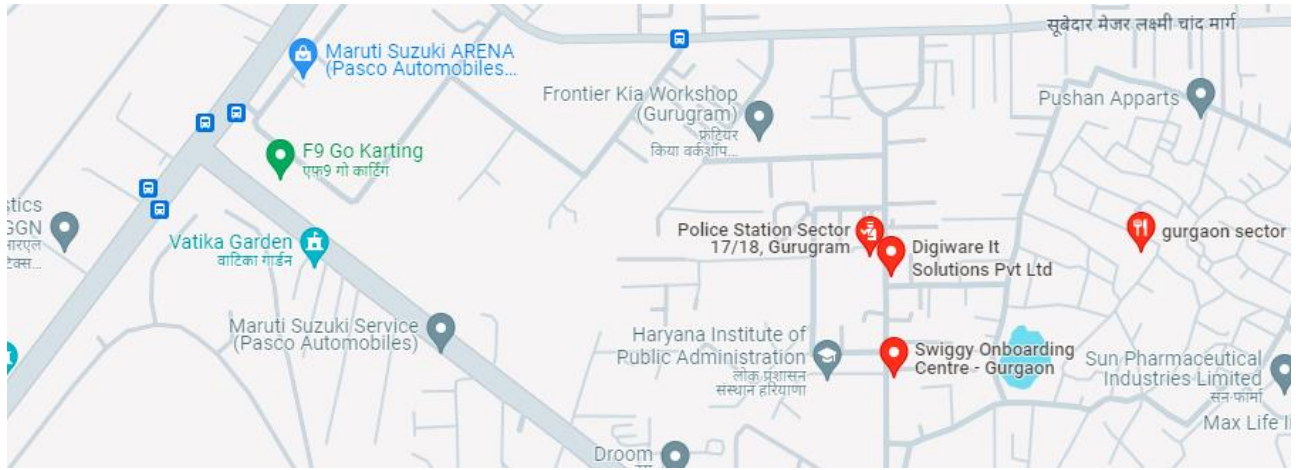 सूबेदार मेजर लक्ष्मी चांद मार्ग
Maruti Suzuki ARENA
(Pasco Automobiles...
Frontier Kia Workshop
(Gurugram)
फ्रंटियर
किया वर्कशॉप...
Pushan Apparts
F9 Go Karting
एफ9 गो कार्टिंग
stics
GGN
आरएल
टिक्स...
Vatika Garden
वाटिका गार्डन
Police Station Sector
17/18, Gurugram
Digiware It
Solutions Pvt Ltd
gurgaon sector
Maruti Suzuki Service
(Pasco Automobiles)
Haryana Institute of
Public Administration
लोक प्रशासन
संस्थान हरियाणा
Swiggy Onboarding
Centre - Gurgaon
Sun Pharmaceutical
Industries Limited
सन फार्मा
Max Life I
Droom